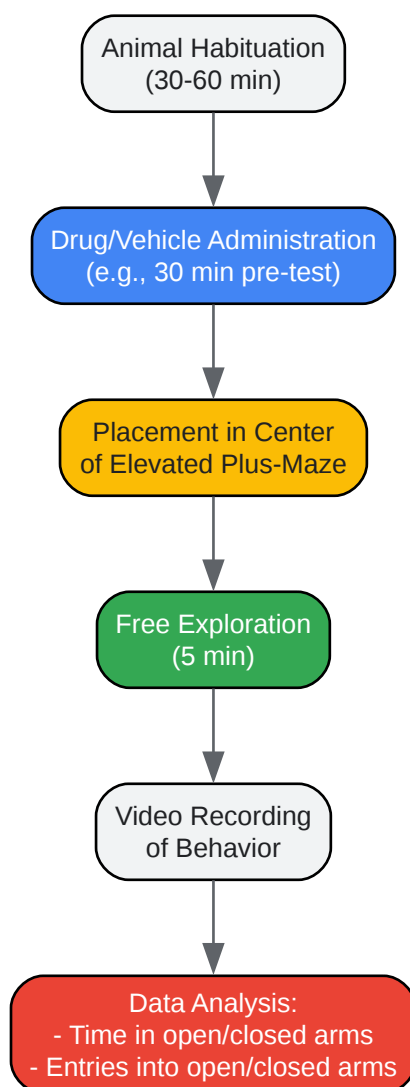 Animal Habituation
(30-60 min)
Drug/Vehicle Administration
(e.g., 30 min pre-test)
Placement in Center
of Elevated Plus-Maze
Free Exploration
(5 min)
Video Recording
of Behavior
Data Analysis:
- Time in open/closed arms
- Entries into open/closed arms